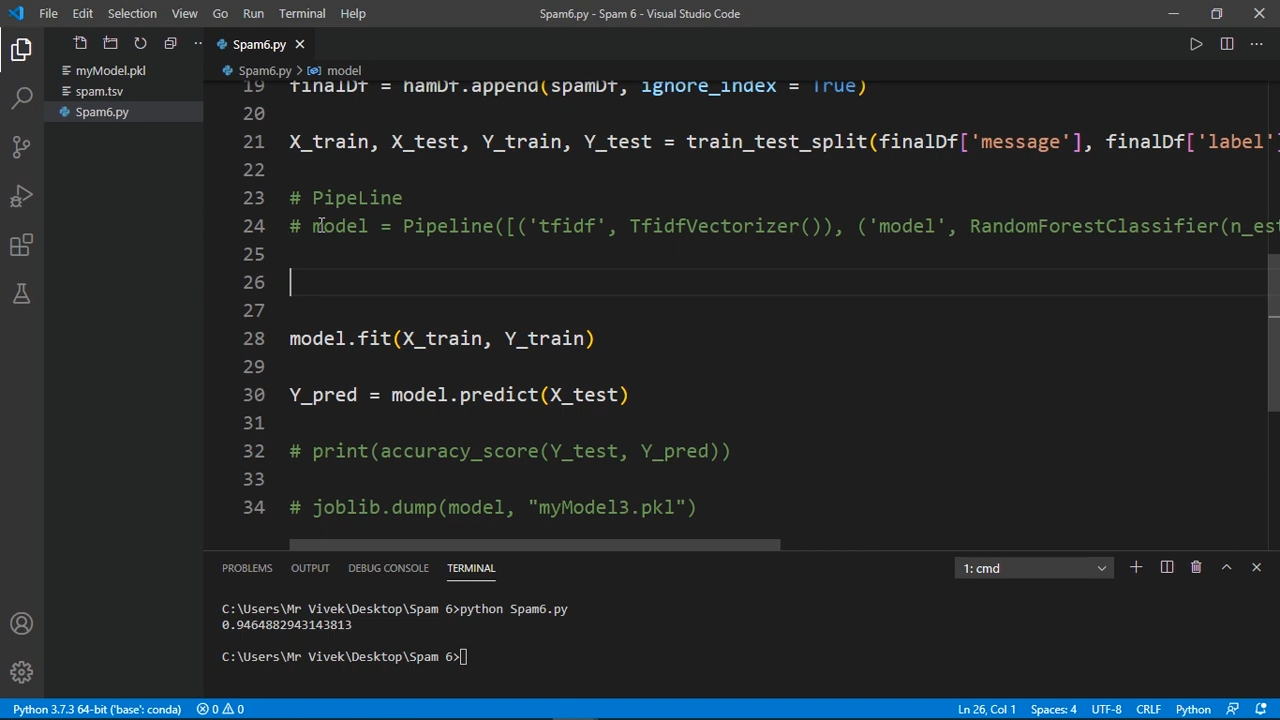 File Edit Selection View Go Run Terminal Help
Spam6.py - Spam 6 - Visual Studio Code
Spam6.py
myModel.pkl
spam.tsv
Spam6.py
Spam6.py > model
19 finalDf = hamDf.append(spamDf, ignore_index = True)
20
21 X_train, X_test, Y_train, Y_test = train_test_split(finalDf['message'], finalDf['label']
22
23 # PipeLine
24 # model = Pipeline([('tfidf', TfidfVectorizer()), ('model', RandomForestClassifier(n_est
25
26
27
28 model.fit(X_train, Y_train)
29
30 Y_pred = model.predict(X_test)
31
32 # print(accuracy_score(Y_test, Y_pred))
33
34 # joblib.dump(model, "myModel3.pkl")
PROBLEMS OUTPUT DEBUG CONSOLE TERMINAL
1: cmd
C:\Users\Mr Vivek\Desktop\Spam 6>python Spam6.py
0.9464882943143813
C:\Users\Mr Vivek\Desktop\Spam 6>
Python 3.7.3 64-bit ('base': conda) 0 0 Ln 26, Col 1 Spaces: 4 UTF-8 CRLF Python